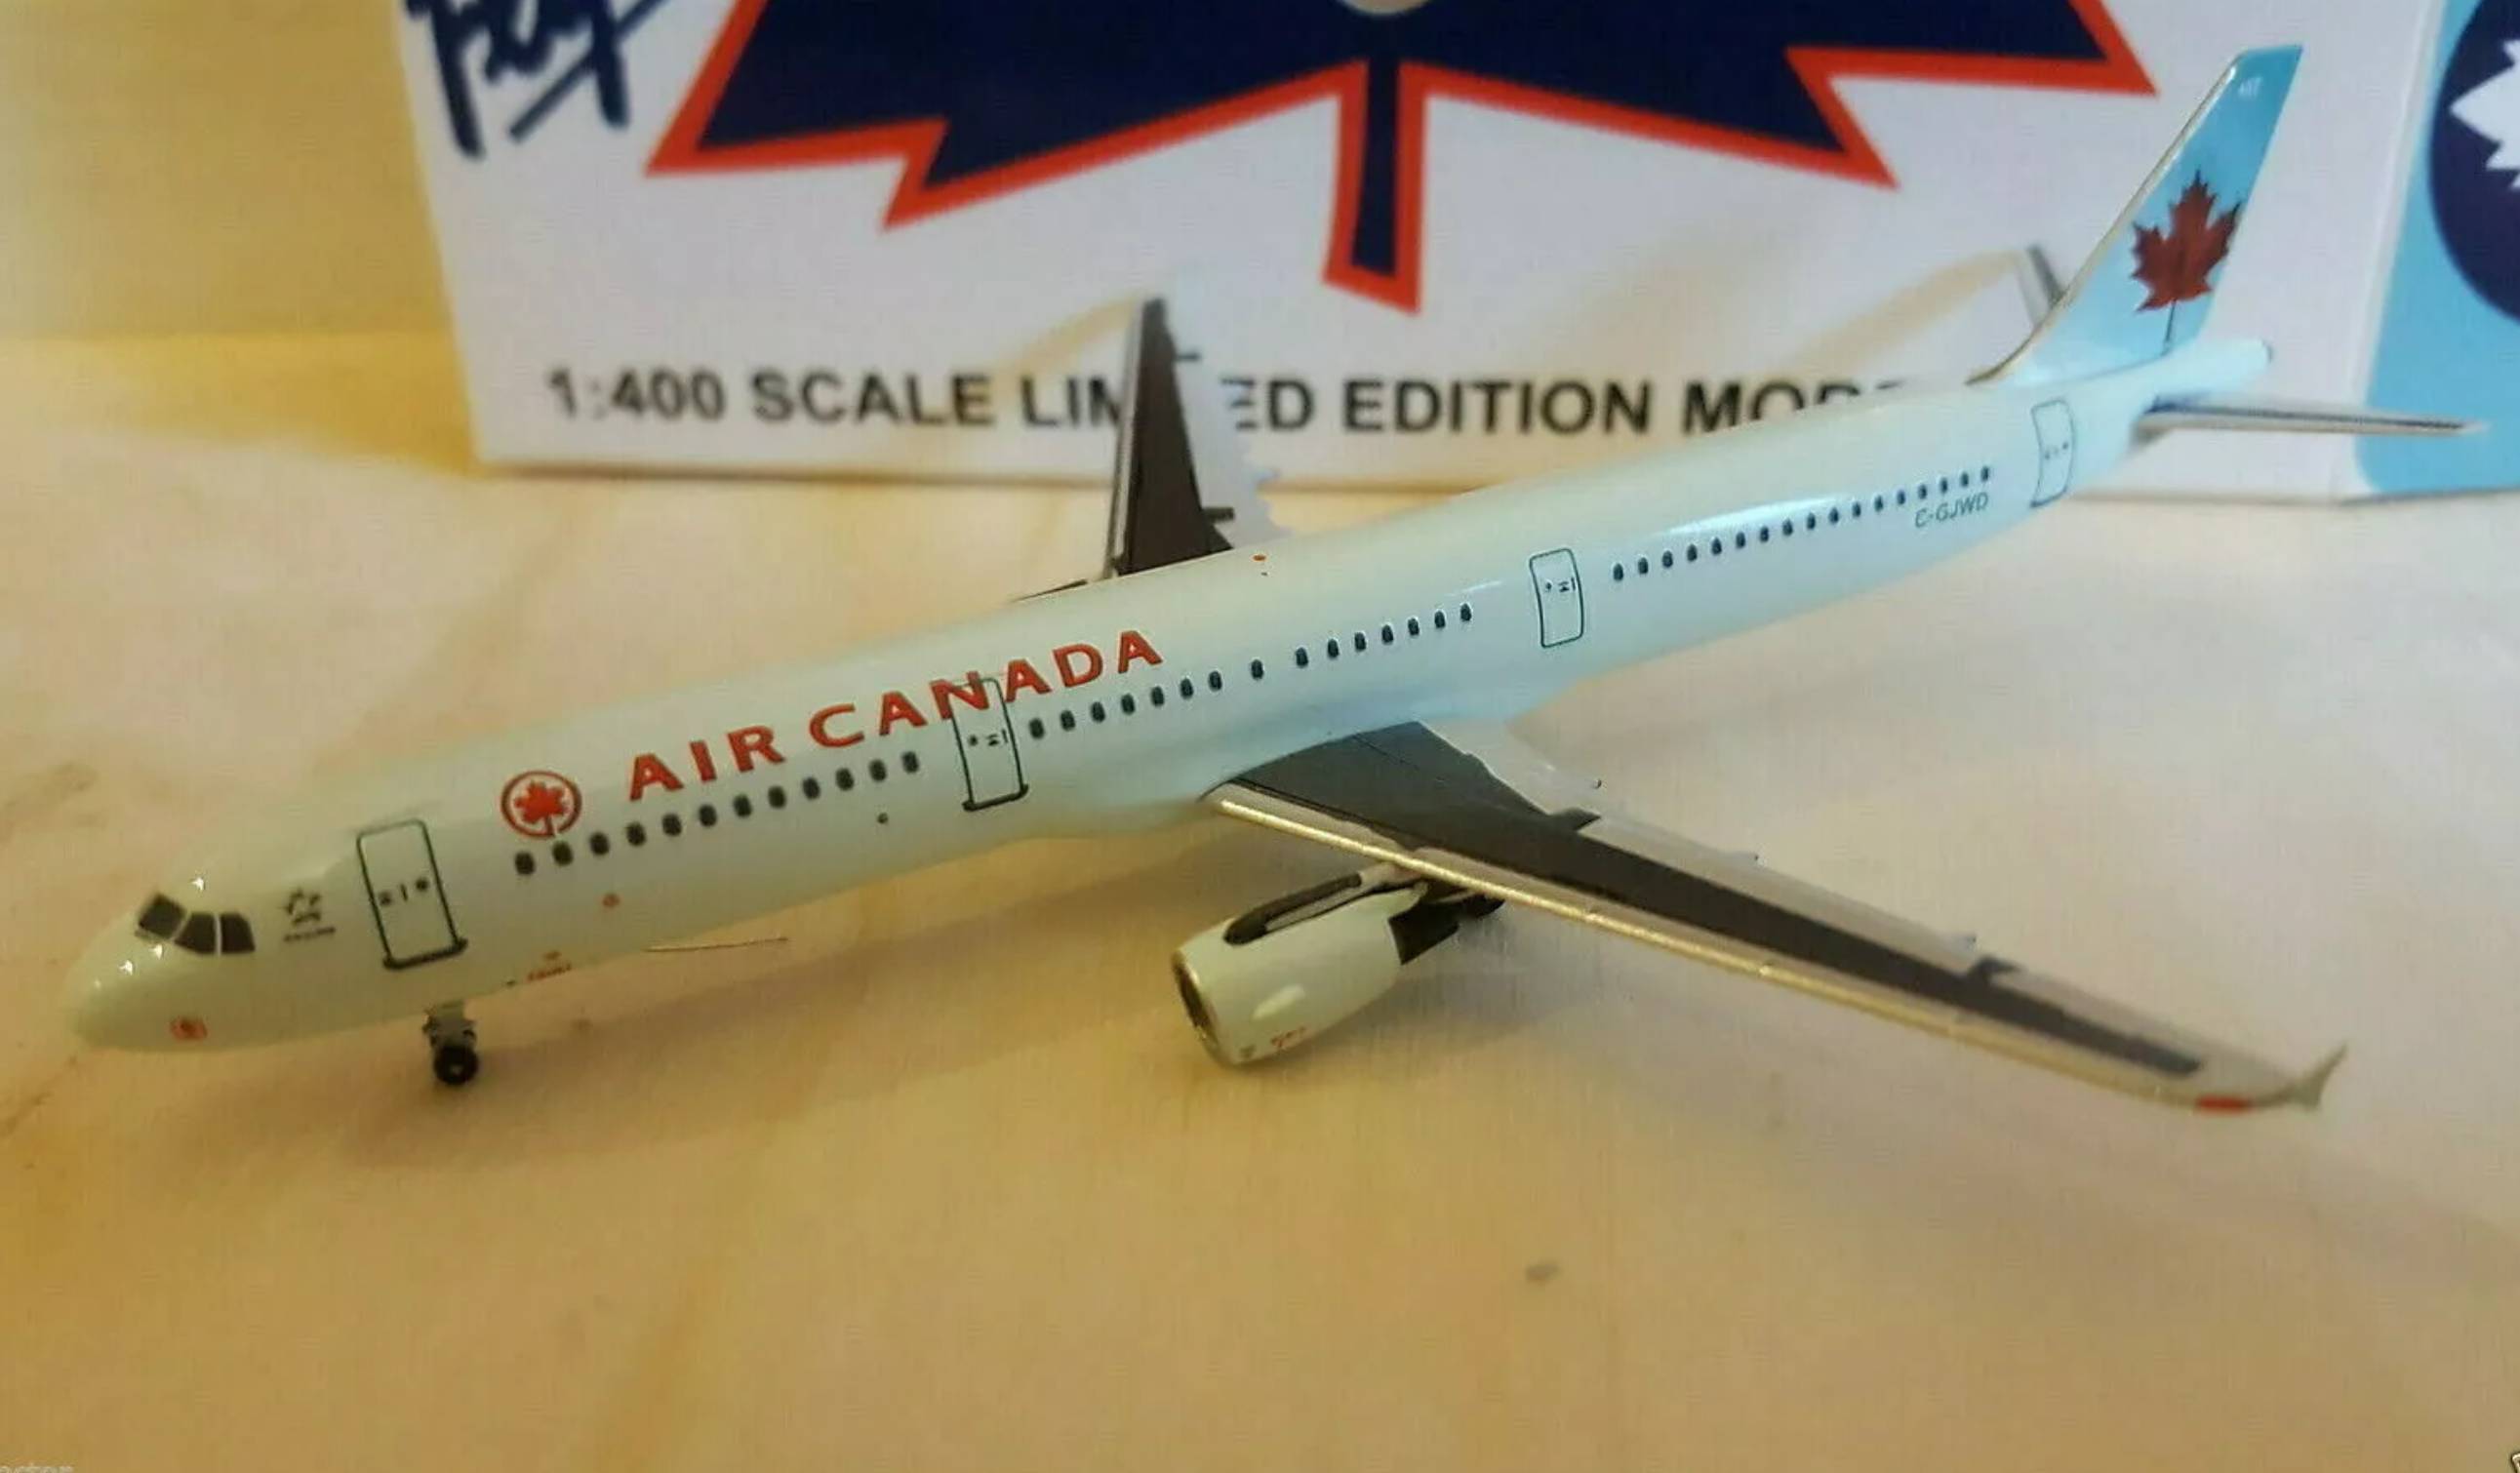 1:400 SCALE LIM ED EDITION MOD
AIR CANADA
C-GJWD